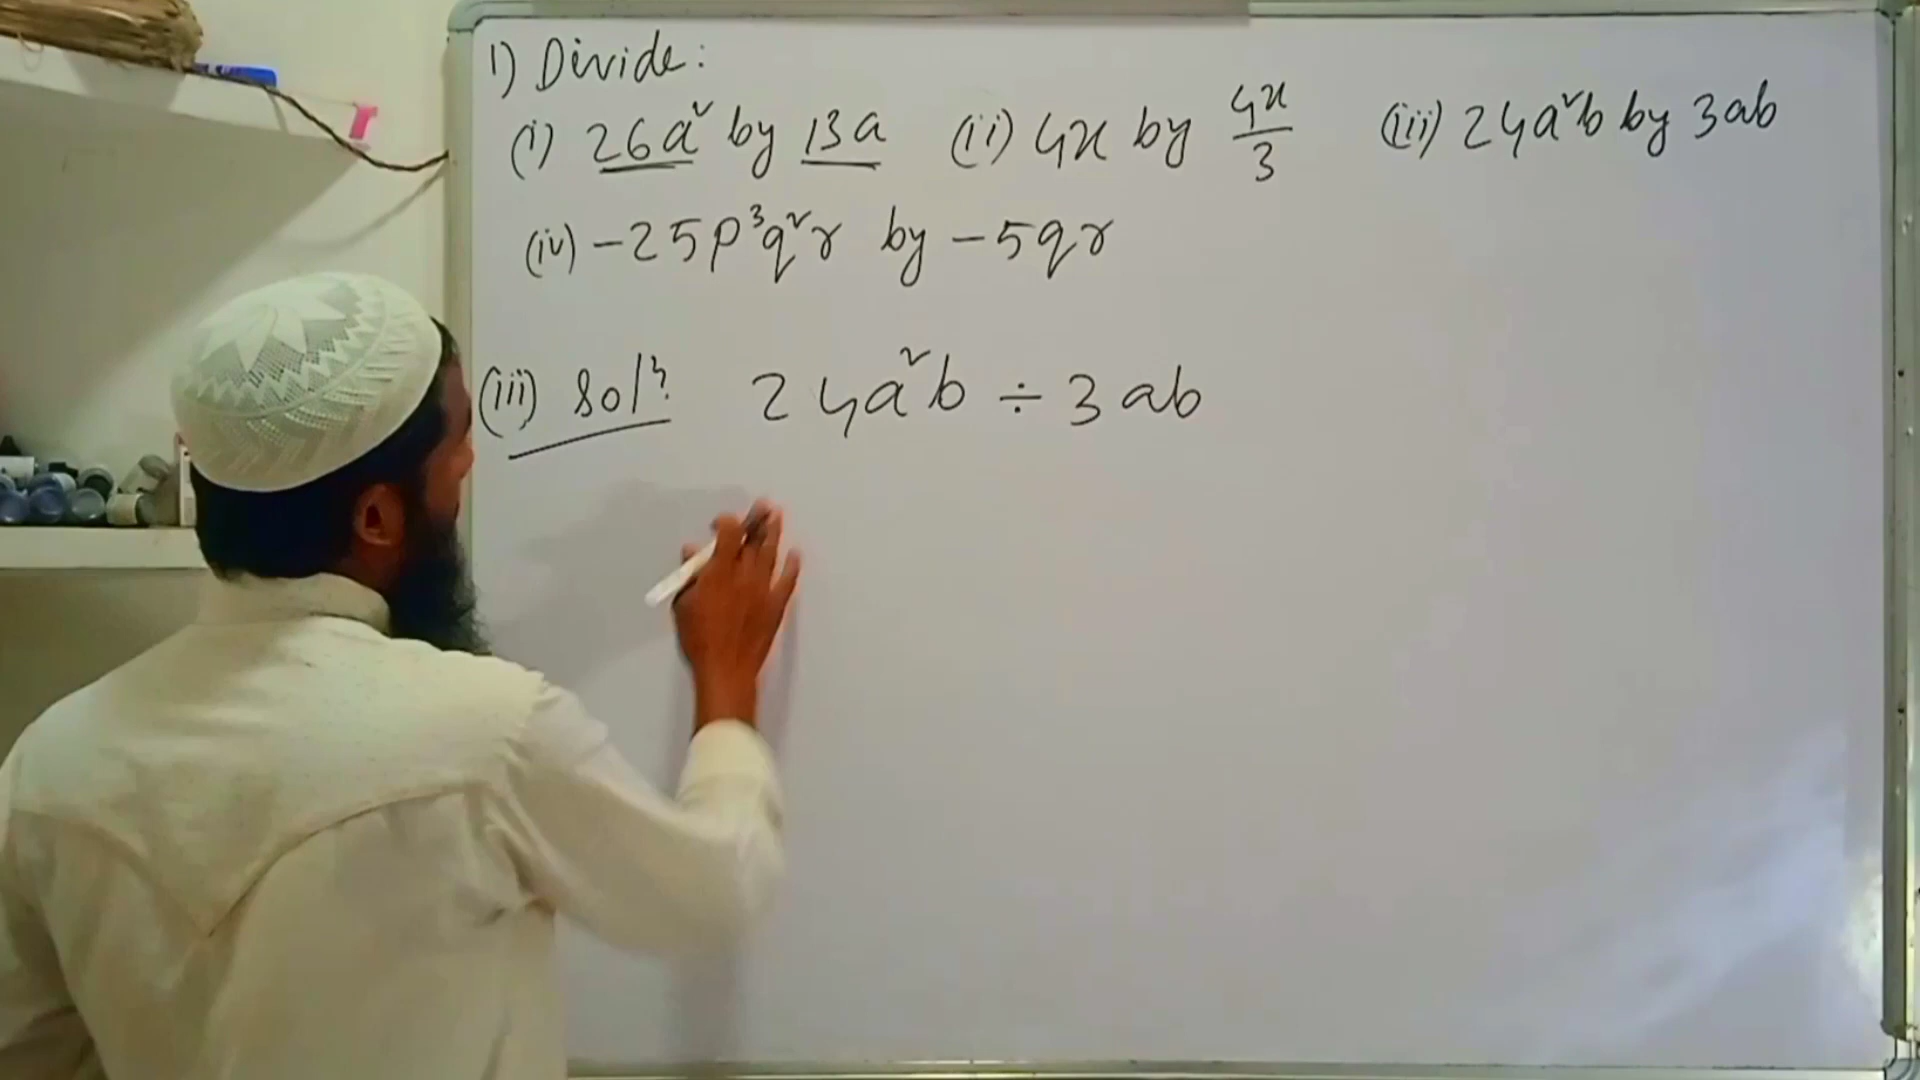 1) Divide:
(i) 26a² by 13a (ii) 4x by 4x/3 (iii) 24a²b by 3ab
(iv) -25p³q²r by -5qr
(iii) Solⁿ: 24a²b ÷ 3ab